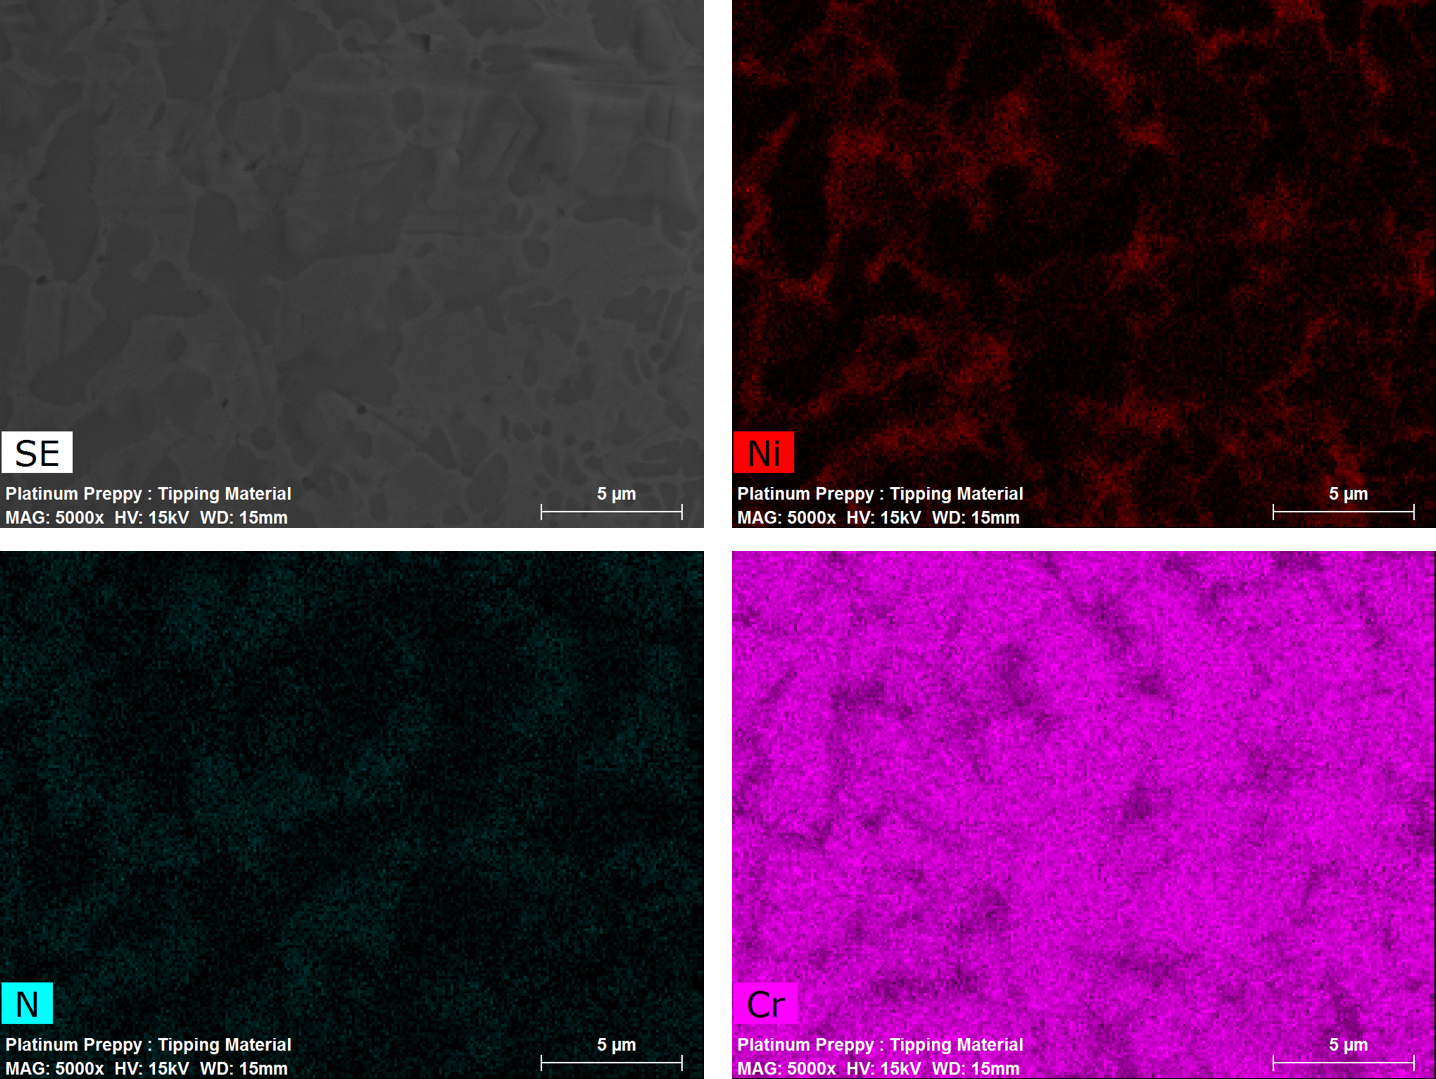 SE
Platinum Preppy : Tipping Material
MAG: 5000x HV: 15kV WD: 15mm
5 µm
Ni
Platinum Preppy : Tipping Material
MAG: 5000x HV: 15kV WD: 15mm
5 µm
N
Platinum Preppy : Tipping Material
MAG: 5000x HV: 15kV WD: 15mm
5 µm
Cr
Platinum Preppy : Tipping Material
MAG: 5000x HV: 15kV WD: 15mm
5 µm